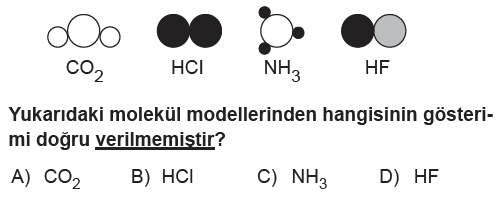 CO₂ HCl NH₃ HF
Yukarıdaki molekül modellerinden hangisinin gösteri-
mi doğru verilmemiştir?
A) CO₂ B) HCl C) NH₃ D) HF